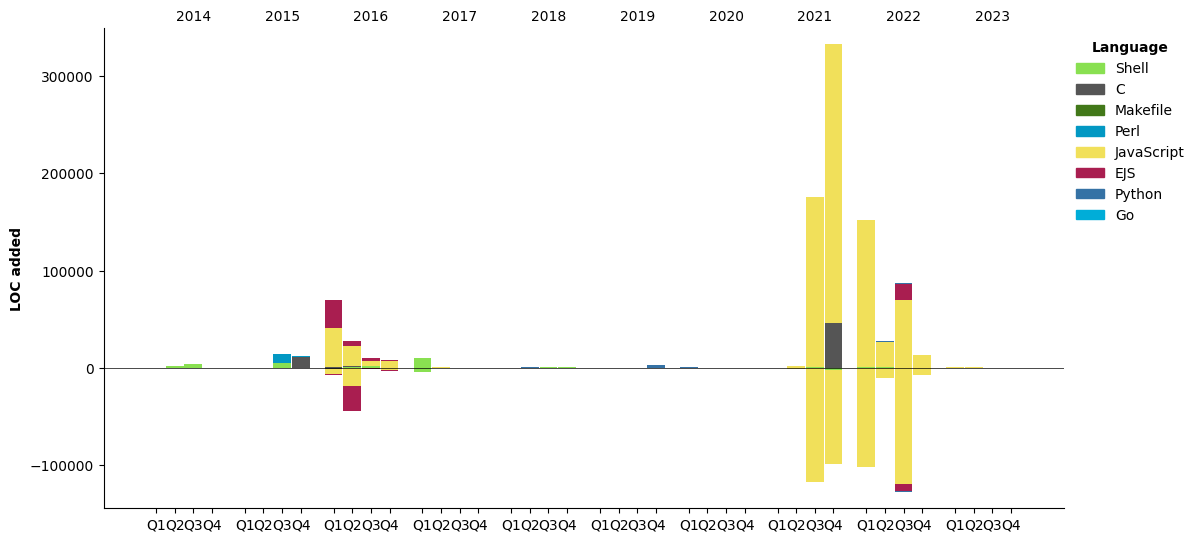 2014 2015 2016 2017 2018 2019 2020 2021 2022 2023
Language
Shell
C
Makefile
Perl
JavaScript
EJS
Python
Go
LOC added
300000
200000
100000
0
−100000
Q1Q2Q3Q4 Q1Q2Q3Q4 Q1Q2Q3Q4 Q1Q2Q3Q4 Q1Q2Q3Q4 Q1Q2Q3Q4 Q1Q2Q3Q4 Q1Q2Q3Q4 Q1Q2Q3Q4 Q1Q2Q3Q4